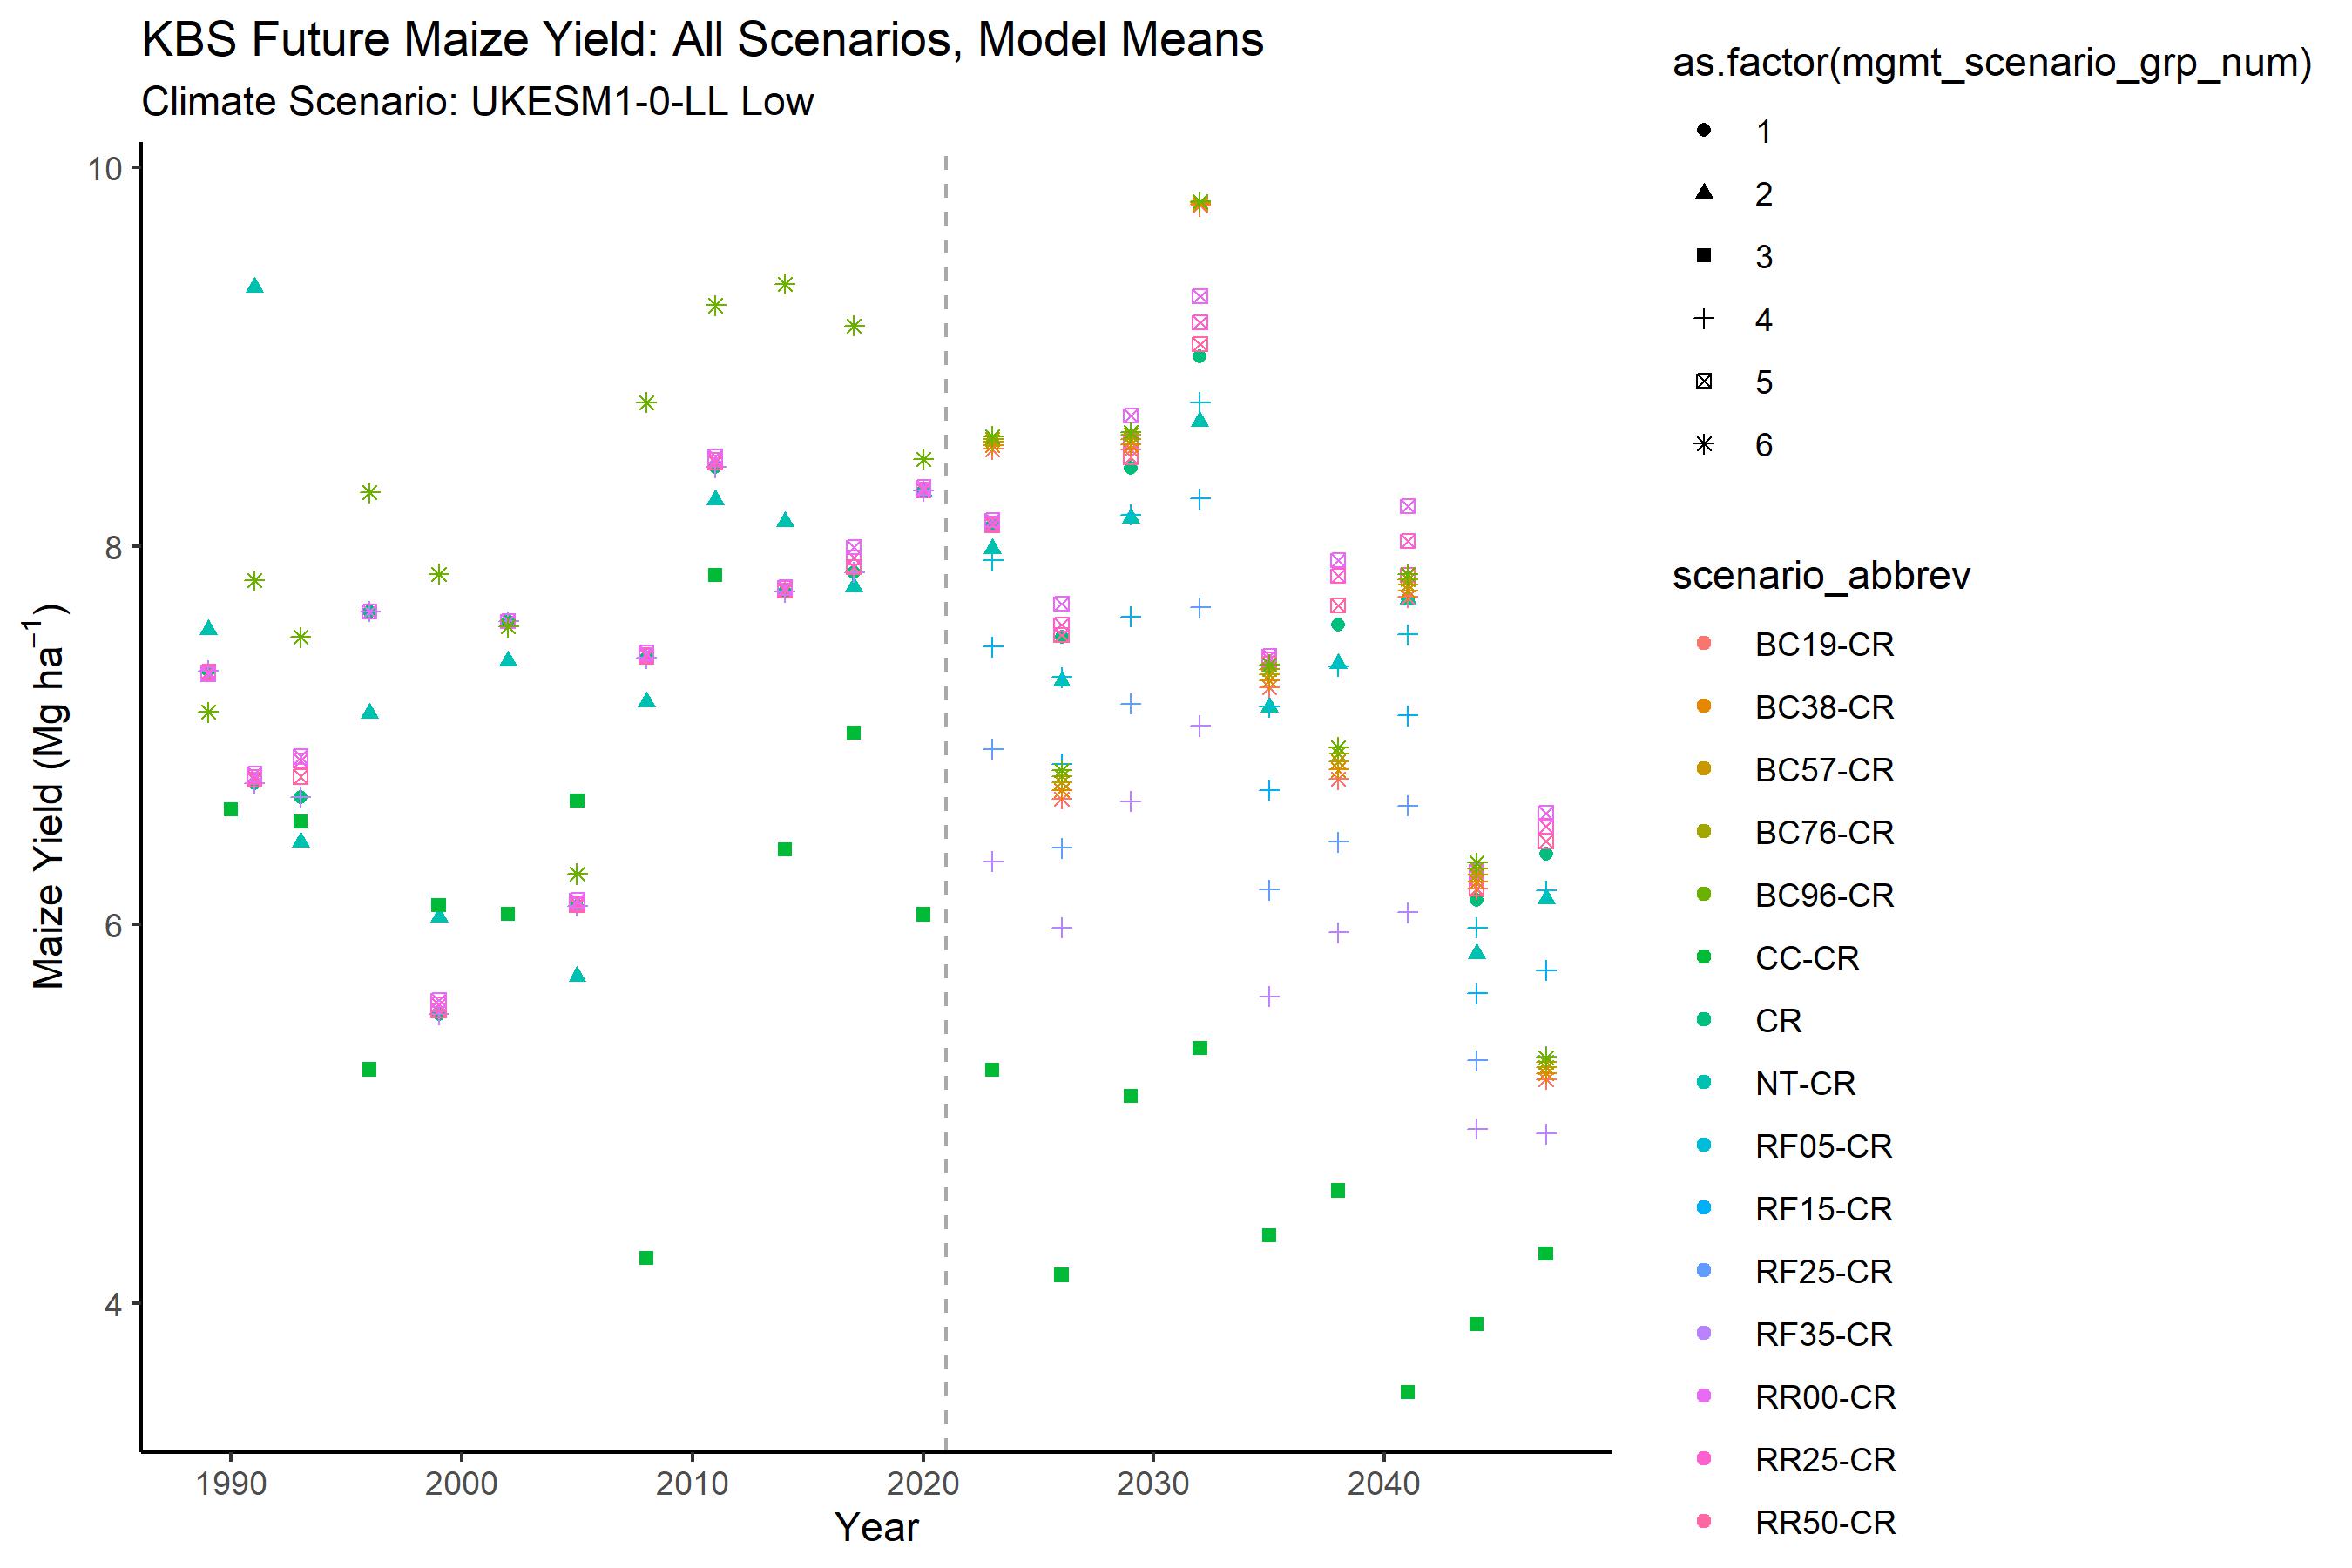 KBS Future Maize Yield: All Scenarios, Model Means
Climate Scenario: UKESM1-0-LL Low
10
8
6
4
Maize Yield (Mg ha⁻¹)
1990
2000
2010
2020
2030
2040
Year
as.factor(mgmt_scenario_grp_num)
1
2
3
4
5
6
scenario_abbrev
BC19-CR
BC38-CR
BC57-CR
BC76-CR
BC96-CR
CC-CR
CR
NT-CR
RF05-CR
RF15-CR
RF25-CR
RF35-CR
RR00-CR
RR25-CR
RR50-CR